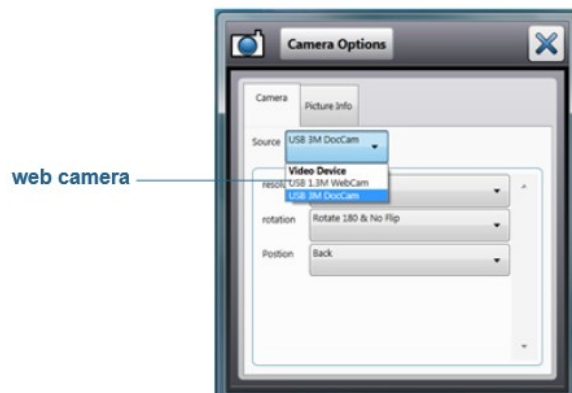 Camera Options
Camera
Picture Info
Source USB 3M DocCam
Video Device
web camera
USB 1.3M WebCam
USB 3M DocCam
rotation Rotate 180 & No Flip
Postion Back